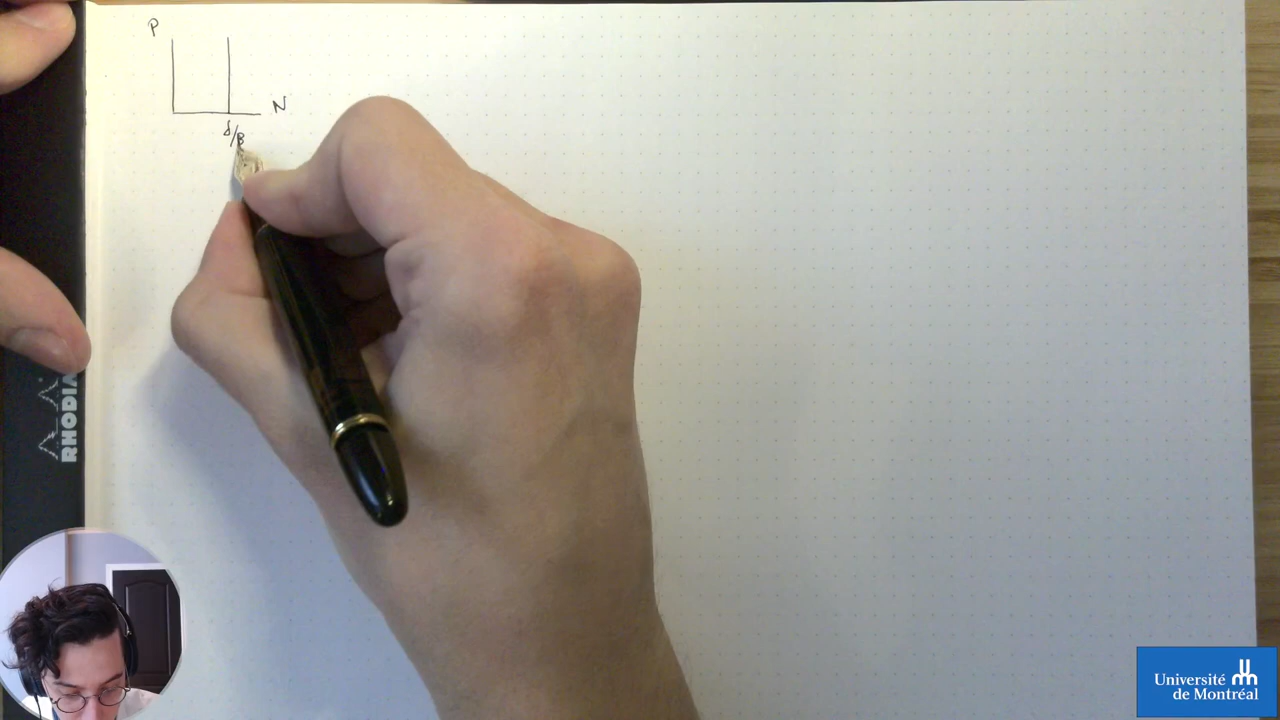 P
N
δ/β
RHODIA
Université
de Montréal